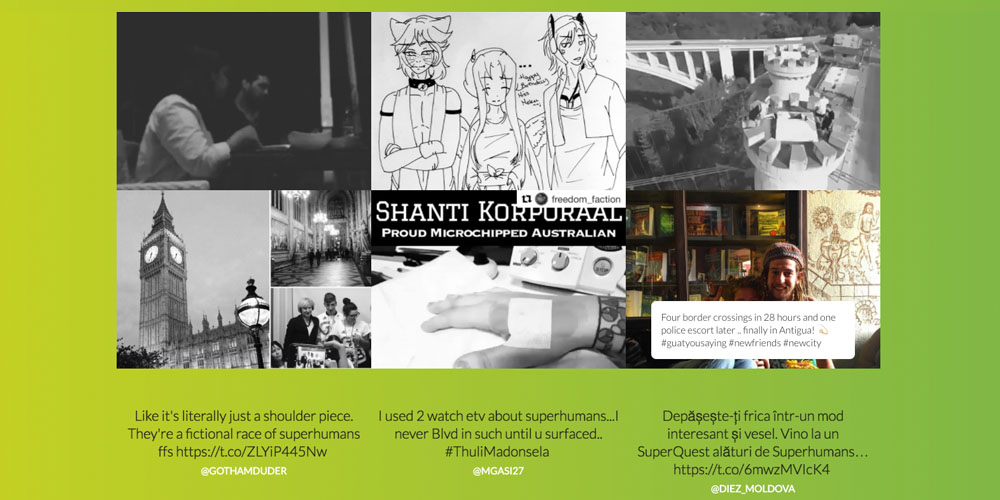 ...
Happy
Birthday
Miss
freedom_faction
SHANTI KORPORAAL
PROUD MICROCHIPPED AUSTRALIAN
Four border crossings in 28 hours and one
police escort later .. finally in Antigua! 👏
#guatyousaying #newfriends #newcity
Like it's literally just a shoulder piece.
They're a fictional race of superhumans
ffs https://t.co/ZLYiP445Nw
@GOTHAMDUDER
I used 2 watch etv about superhumans...I
never Blvd in such until u surfaced..
#ThuliMadonsela
@MGASI27
Depășește-ți frica într-un mod
interesant și vesel. Vino la un
SuperQuest alături de Superhumans…
https://t.co/6mwzMVIcK4
@DIEZ_MOLDOVA